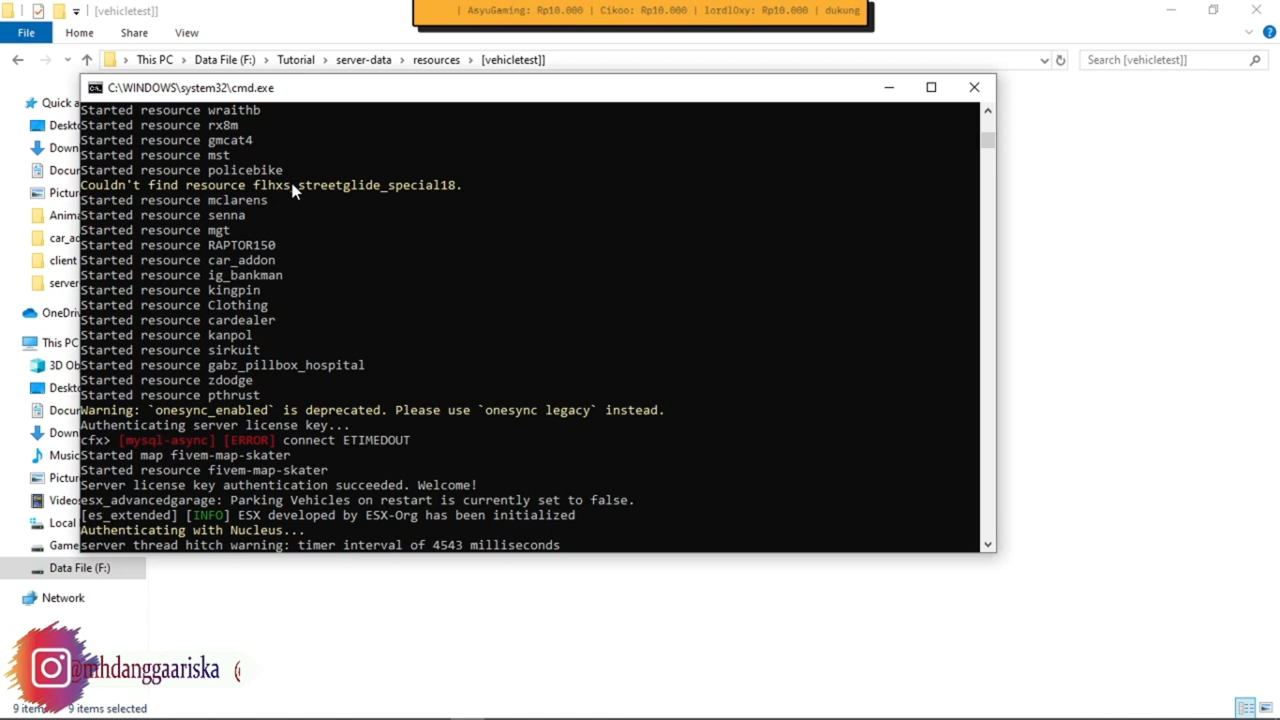 [vehicletest]]
| AsyuGaming: Rp10.000 | Cikoo: Rp10.000 | lordl0xy: Rp10.000 | dukung
File Home Share View
This PC > Data File (F:) > Tutorial > server-data > resources > [vehicletest]]
Search [vehicletest]]
C:\WINDOWS\system32\cmd.exe
Quick a
Deskto
Down
Docum
Pictur
Anima
car_ad
client
server
OneDriv
This PC
3D Ob
Deskto
Docum
Down
Music
Pictur
Videos
Local
Game
Data File (F:)
Network
Started resource wraithb
Started resource rx8m
Started resource gmcat4
Started resource mst
Started resource policebike
Couldn't find resource flhxs_streetglide_special18.
Started resource mclarens
Started resource senna
Started resource mgt
Started resource RAPTOR150
Started resource car_addon
Started resource ig_bankman
Started resource kingpin
Started resource Clothing
Started resource cardealer
Started resource kanpol
Started resource sirkuit
Started resource gabz_pillbox_hospital
Started resource zdodge
Started resource pthrust
Warning: `onesync_enabled` is deprecated. Please use `onesync legacy` instead.
Authenticating server license key...
cfx> [mysql-async] [ERROR] connect ETIMEDOUT
Started map fivem-map-skater
Started resource fivem-map-skater
Server license key authentication succeeded. Welcome!
esx_advancedgarage: Parking Vehicles on restart is currently set to false.
[es_extended] [INFO] ESX developed by ESX-Org has been initialized
Authenticating with Nucleus...
server thread hitch warning: timer interval of 4543 milliseconds
@mhdanggaariska
9 items 9 items selected